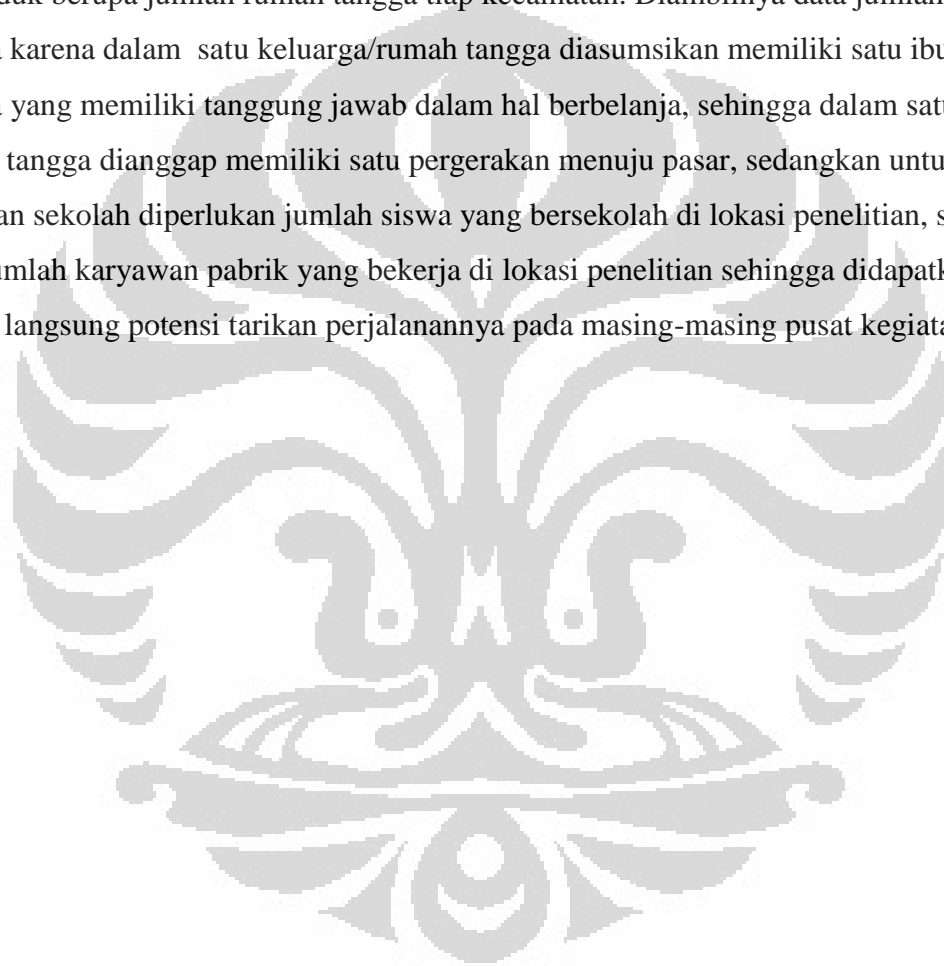 duk berupa jumlah rumah tangga tiap kecamatan. Diambilnya data jumlah
karena dalam satu keluarga/rumah tangga diasumsikan memiliki satu ibu
yang memiliki tanggung jawab dalam hal berbelanja, sehingga dalam satu
tangga dianggap memiliki satu pergerakan menuju pasar, sedangkan untu
an sekolah diperlukan jumlah siswa yang bersekolah di lokasi penelitian, s
umlah karyawan pabrik yang bekerja di lokasi penelitian sehingga didapatk
langsung potensi tarikan perjalanannya pada masing-masing pusat kegiata